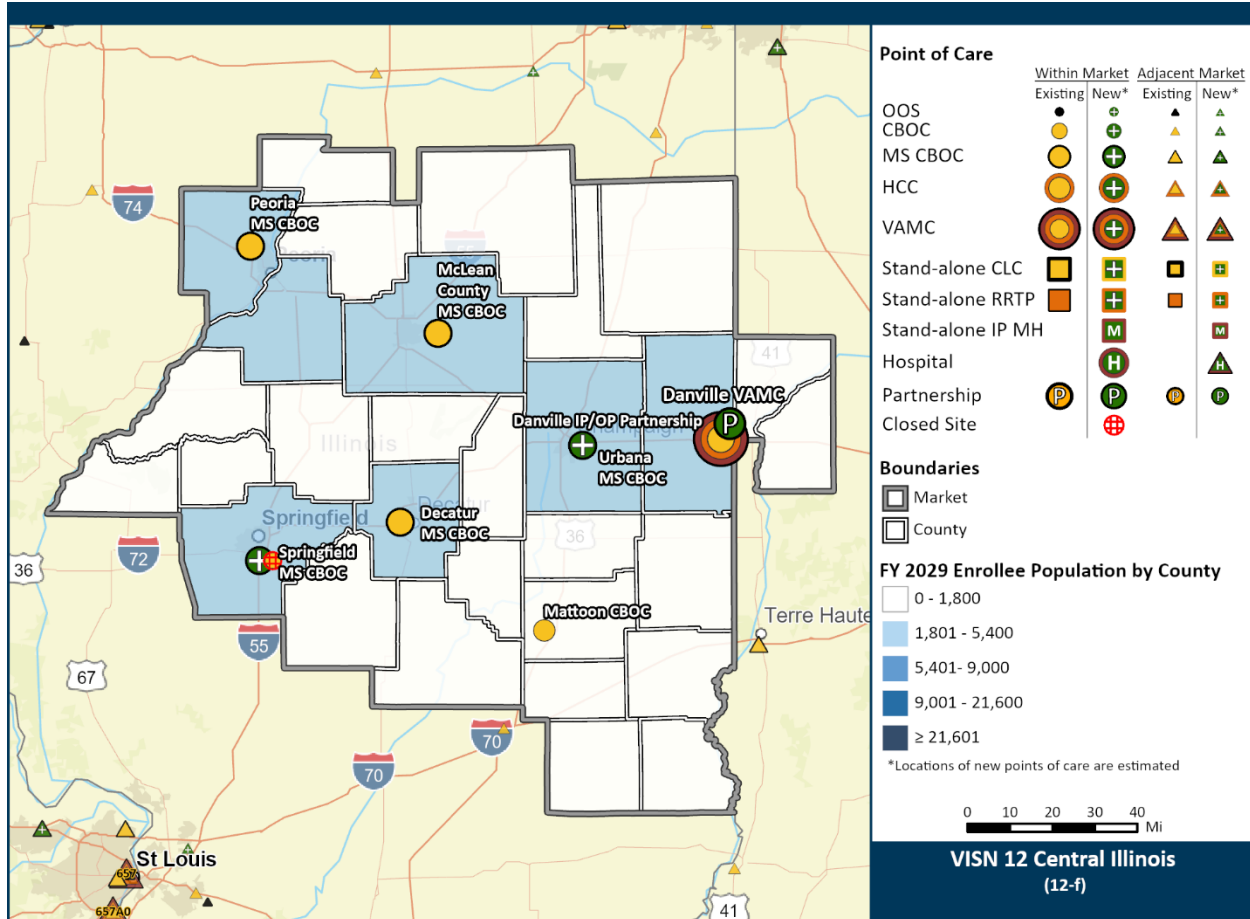 74
Peoria
MS CBOC
Peoria
55
McLean
County
MS CBOC
41
Danville VAMC
P
Danville IP/OP Partnership
Champaign
Urbana
MS CBOC
Illinois
Springfield
Decatur
Decatur
MS CBOC
Springfield
MS CBOC
36
72
36
Mattoon CBOC
Terre Haute
55
67
70
70
St Louis
657
657A0
41
Point of Care
Within Market
Adjacent Market
Existing
New*
Existing
New*
OOS
CBOC
MS CBOC
HCC
VAMC
Stand-alone CLC
Stand-alone RRTP
Stand-alone IP MH
M
M
Hospital
H
H
Partnership
P
P
P
P
Closed Site
Boundaries
Market
County
FY 2029 Enrollee Population by County
0 - 1,800
1,801 - 5,400
5,401- 9,000
9,001 - 21,600
≥ 21,601
*Locations of new points of care are estimated
0 10 20 30 40
Mi
VISN 12 Central Illinois
(12-f)